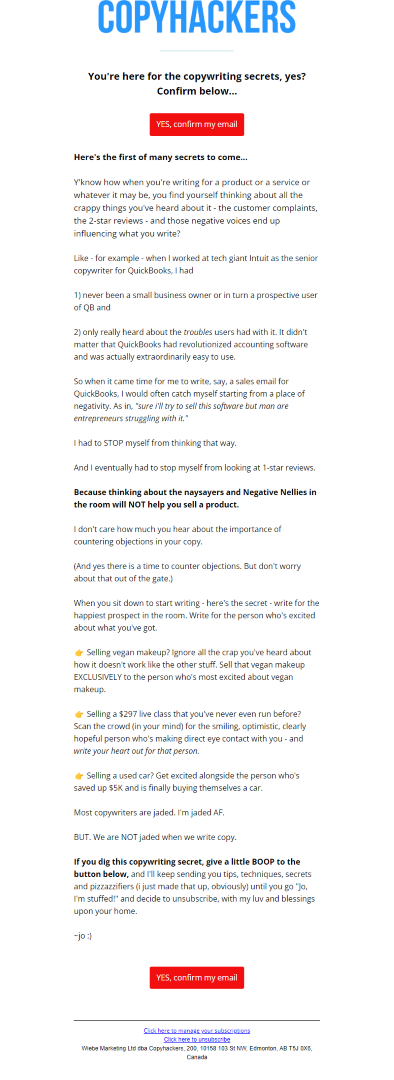 COPYHACKERS
You're here for the copywriting secrets, yes?
Confirm below...
YES, confirm my email
Here's the first of many secrets to come...
Y'know how when you're writing for a product or a service or
whatever it may be, you find yourself thinking about all the
crappy things you've heard about it - the customer complaints,
the 2-star reviews - and those negative voices end up
influencing what you write?
Like - for example - when I worked at tech giant Intuit as the senior
copywriter for QuickBooks, I had
1) never been a small business owner or in turn a prospective user
of QB and
2) only really heard about the troubles users had with it. It didn't
matter that QuickBooks had revolutionized accounting software
and was actually extraordinarily easy to use.
So when it came time for me to write, say, a sales email for
QuickBooks, I would often catch myself starting from a place of
negativity. As in, "sure i'll try to sell this software but man are
entrepreneurs struggling with it."
I had to STOP myself from thinking that way.
And I eventually had to stop myself from looking at 1-star reviews.
Because thinking about the naysayers and Negative Nellies in
the room will NOT help you sell a product.
I don't care how much you hear about the importance of
countering objections in your copy.
(And yes there is a time to counter objections. But don't worry
about that out of the gate.)
When you sit down to start writing - here's the secret - write for the
happiest prospect in the room. Write for the person who's excited
about what you've got.
👉 Selling vegan makeup? Ignore all the crap you've heard about
how it doesn't work like the other stuff. Sell that vegan makeup
EXCLUSIVELY to the person who's most excited about vegan
makeup.
👉 Selling a $297 live class that you've never even run before?
Scan the crowd (in your mind) for the smiling, optimistic, clearly
hopeful person who's making direct eye contact with you - and
write your heart out for that person.
👉 Selling a used car? Get excited alongside the person who's
saved up $5K and is finally buying themselves a car.
Most copywriters are jaded. I'm jaded AF.
BUT. We are NOT jaded when we write copy.
If you dig this copywriting secret, give a little BOOP to the
button below, and I'll keep sending you tips, techniques, secrets
and pizzazzifiers (i just made that up, obviously) until you go "Jo,
I'm stuffed!" and decide to unsubscribe, with my luv and blessings
upon your home.
~jo :)
YES, confirm my email
Click here to manage your subscriptions
Click here to unsubscribe
Wiebe Marketing Ltd dba Copyhackers, 200, 10158 103 St NW, Edmonton, AB T5J 0X6,
Canada